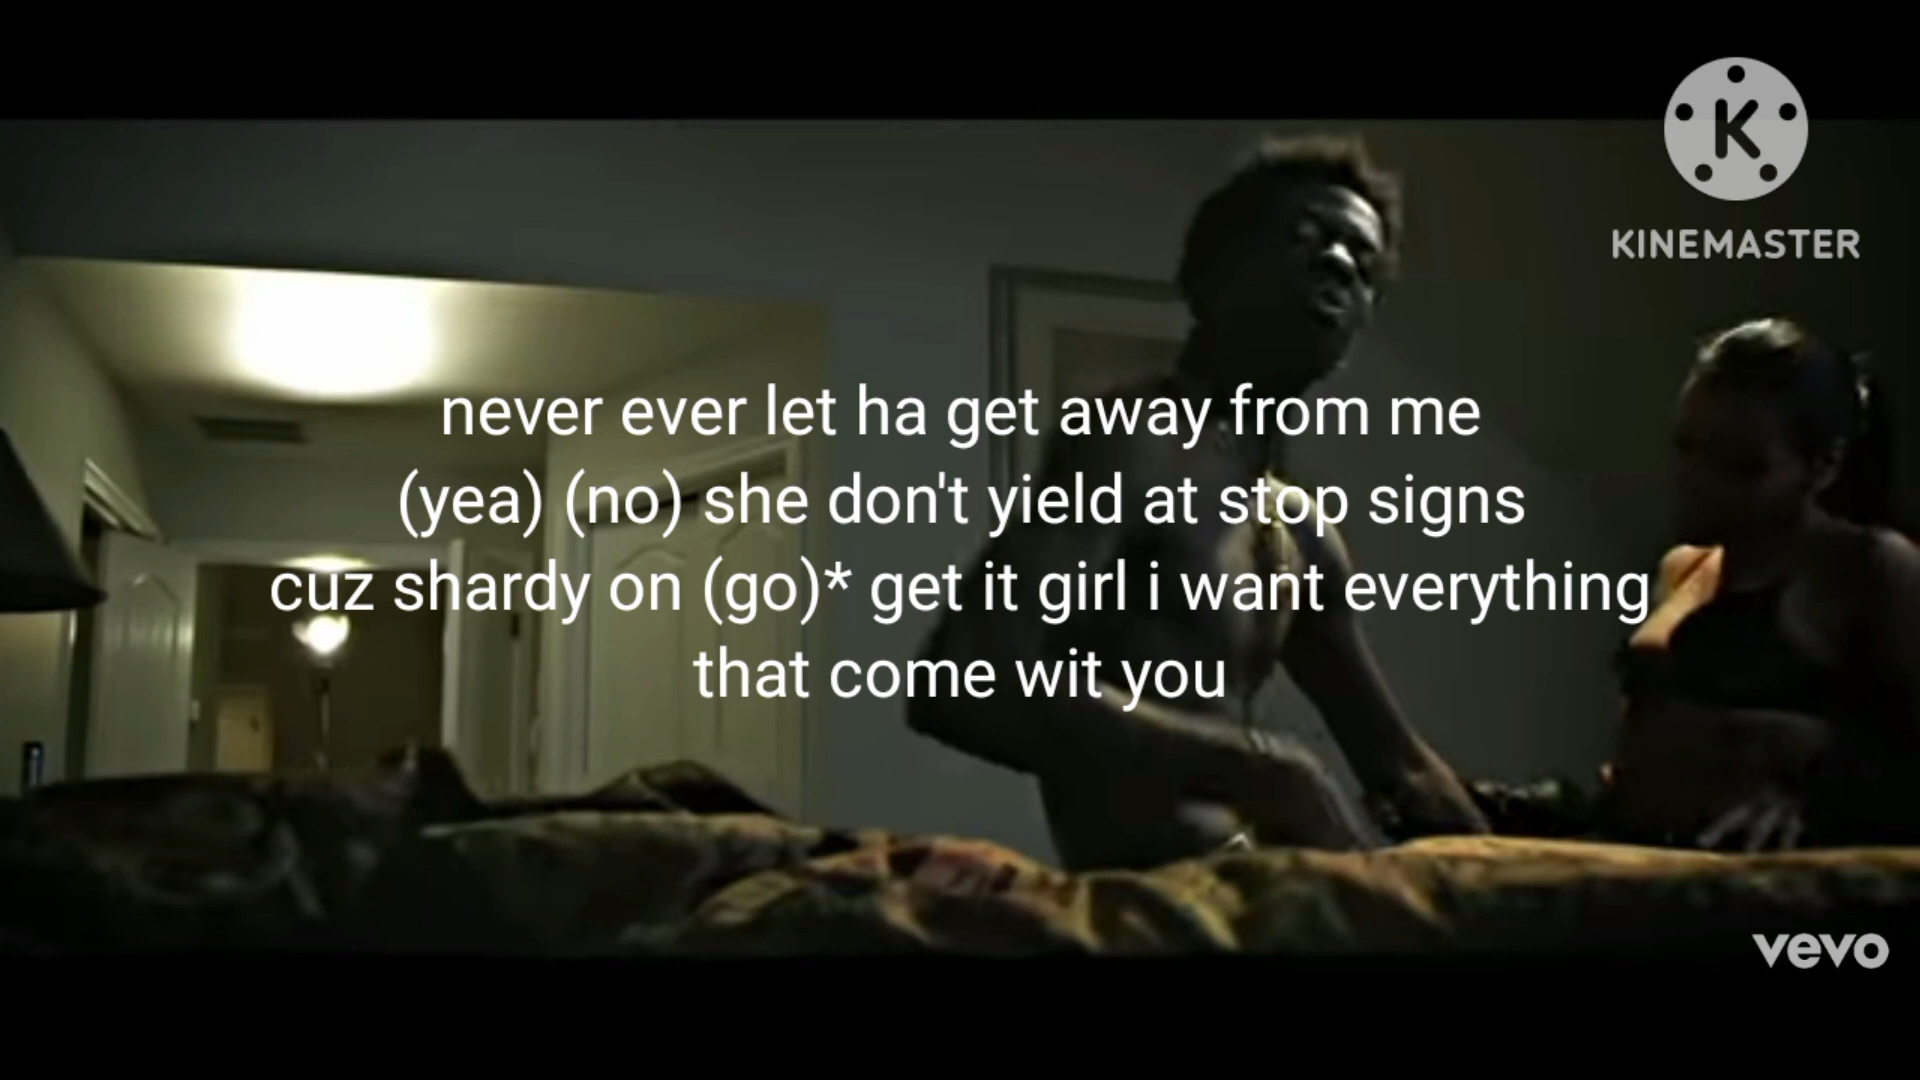 K
KINEMASTER
never ever let ha get away from me
(yea) (no) she don't yield at stop signs
cuz shardy on (go)* get it girl i want everything
that come wit you
vevo